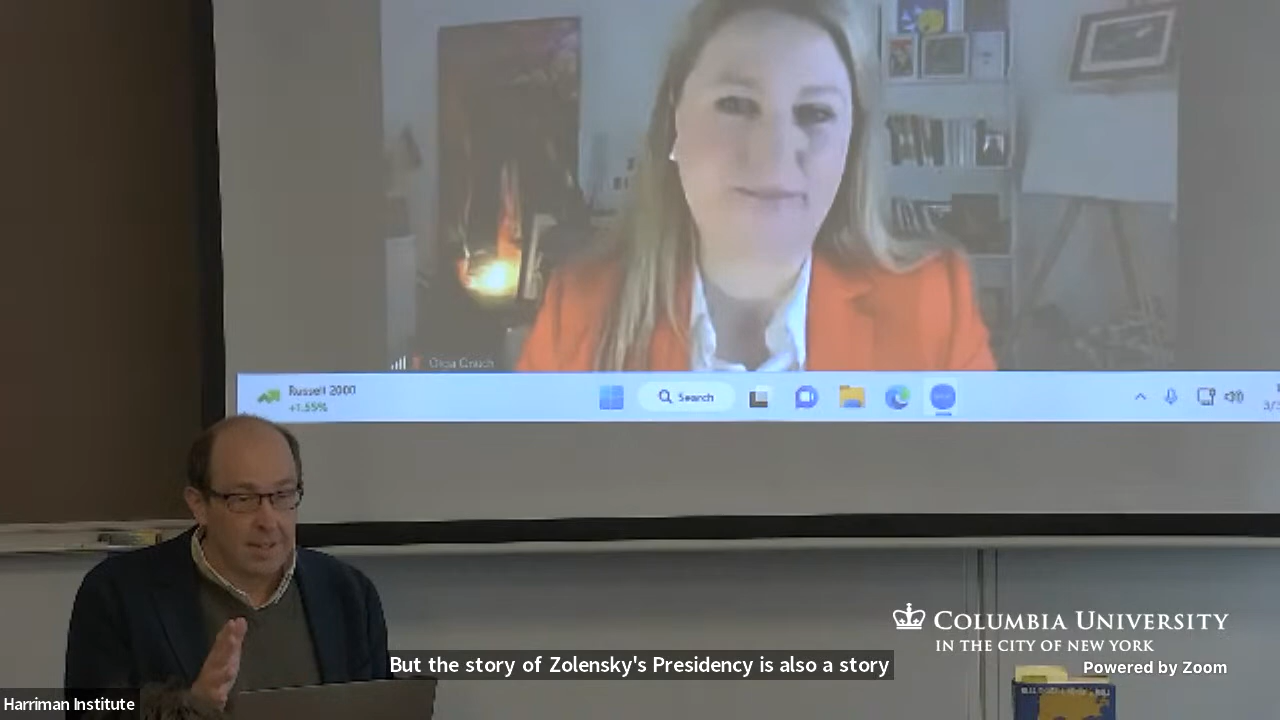 Russell 2000
+1.55%
Search
3/
But the story of Zolensky's Presidency is also a story
COLUMBIA UNIVERSITY
IN THE CITY OF NEW YORK
Powered by Zoom
Harriman Institute